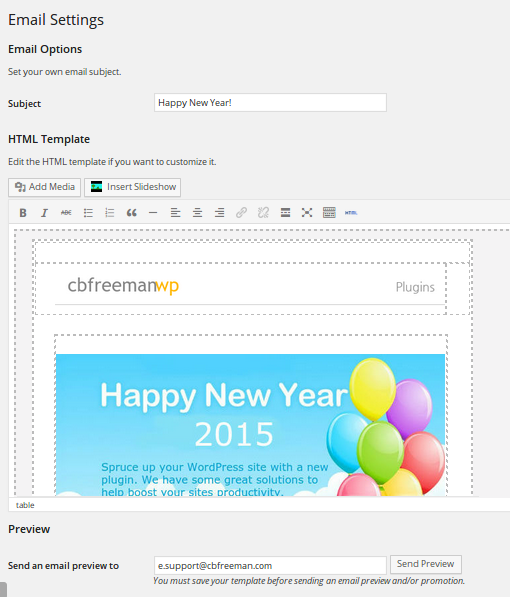 Email Settings
Email Options
Set your own email subject.
Subject
Happy New Year!
HTML Template
Edit the HTML template if you want to customize it.
Add Media
Insert Slideshow
B I ABC HTML
cbfreemanwp
Plugins
Happy New Year
2015
Spruce up your WordPress site with a new
plugin. We have some great solutions to
help boost your sites productivity.
table
Preview
Send an email preview to
e.support@cbfreeman.com
Send Preview
You must save your template before sending an email preview and/or promotion.